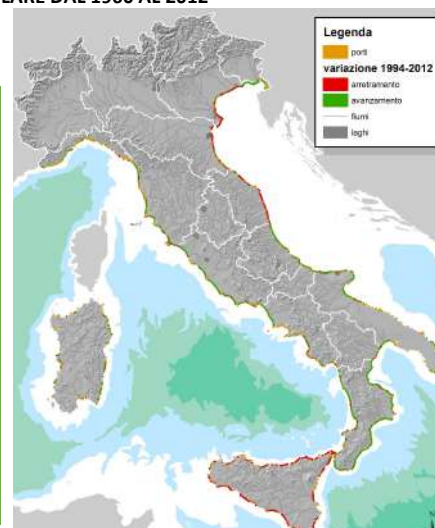 LARE DAL 1960 AL 2012
Legenda
porti
variazione 1994-2012
arretramento
avanzamento
fiumi
laghi
N